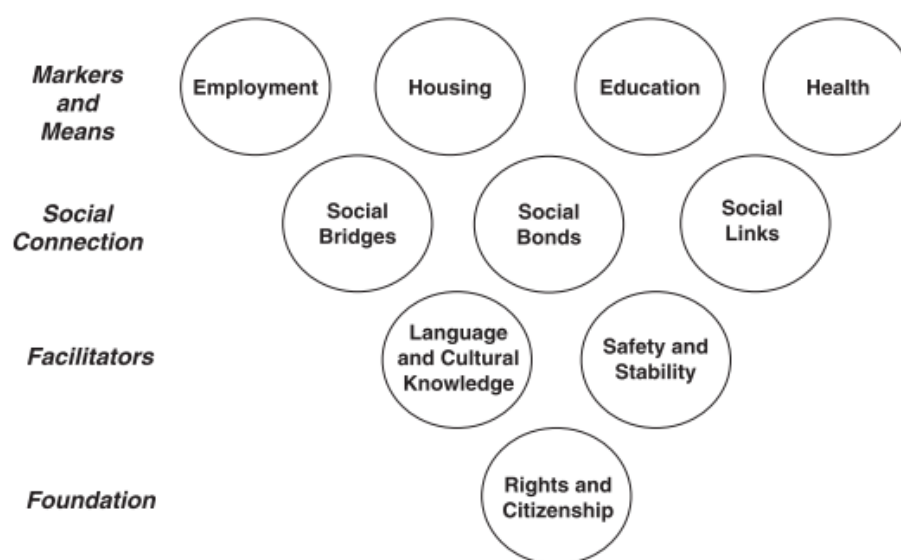 Markers
and
Means
Employment
Housing
Education
Health
Social
Connection
Social
Bridges
Social
Bonds
Social
Links
Facilitators
Language
and Cultural
Knowledge
Safety and
Stability
Foundation
Rights and
Citizenship